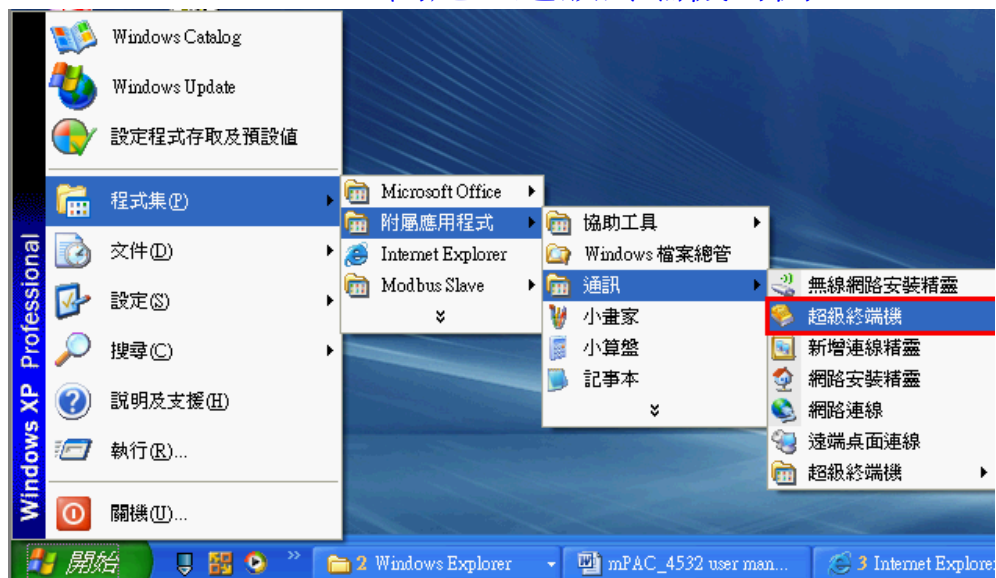 Windows Catalog
Windows Update
設定程式存取及預設值
程式集(P)
文件(D)
設定(S)
搜尋(C)
說明及支援(H)
執行(R)...
關機(U)...
Windows XP Professional
Microsoft Office
附屬應用程式
Internet Explorer
Modbus Slave
協助工具
Windows 檔案總管
通訊
小畫家
小算盤
記事本
無線網路安裝精靈
超級終端機
新增連線精靈
網路安裝精靈
網路連線
遠端桌面連線
超級終端機
開始
2 Windows Explorer
mPAC_4532 user man...
3 Internet Explore